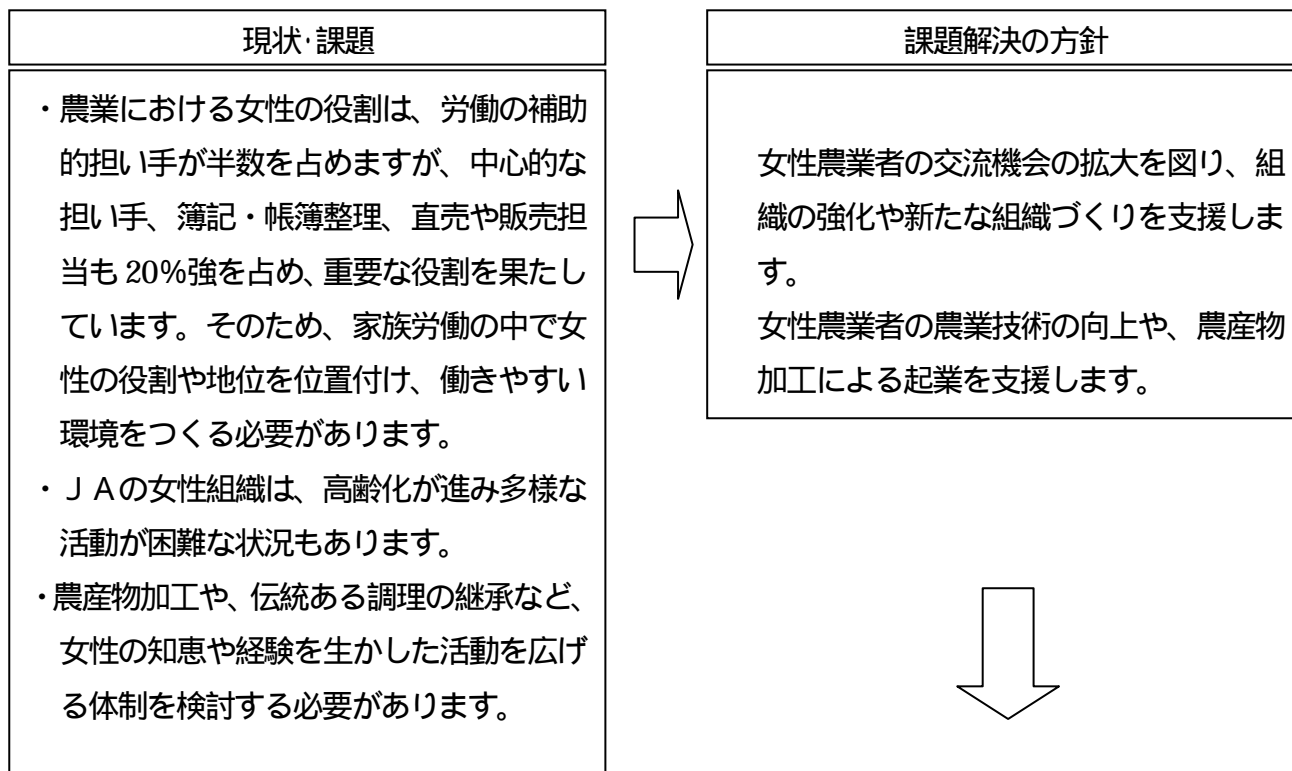 現状・課題
・農業における女性の役割は、労働の補助
的担い手が半数を占めますが、中心的な
担い手、簿記・帳簿整理、直売や販売担
当も 20%強を占め、重要な役割を果たし
ています。そのため、家族労働の中で女
性の役割や地位を位置付け、働きやすい
環境をつくる必要があります。
・ＪＡの女性組織は、高齢化が進み多様な
活動が困難な状況もあります。
・農産物加工や、伝統ある調理の継承など、
女性の知恵や経験を生かした活動を広げ
る体制を検討する必要があります。
課題解決の方針
女性農業者の交流機会の拡大を図り、組
織の強化や新たな組織づくりを支援しま
す。
女性農業者の農業技術の向上や、農産物
加工による起業を支援します。